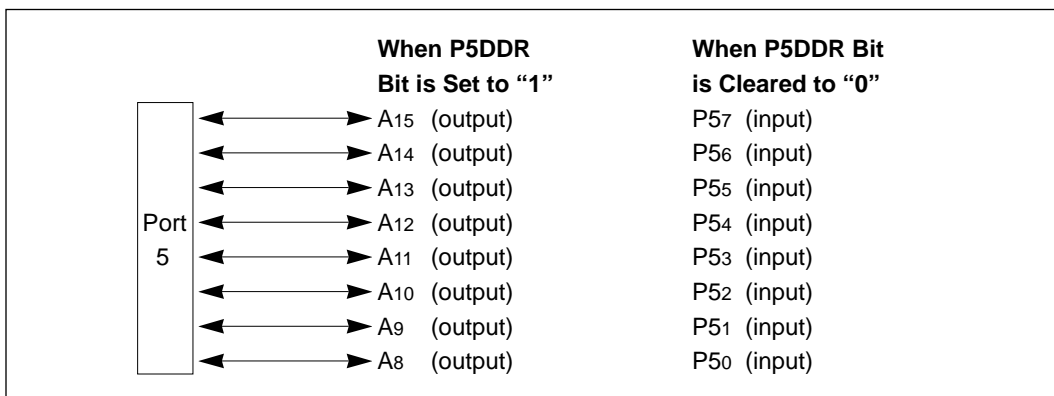 When P5DDR Bit is Set to “1” When P5DDR Bit is Cleared to “0”
A15 (output) P57 (input)
A14 (output) P56 (input)
A13 (output) P55 (input)
Port 5
A12 (output) P54 (input)
A11 (output) P53 (input)
A10 (output) P52 (input)
A9 (output) P51 (input)
A8 (output) P50 (input)